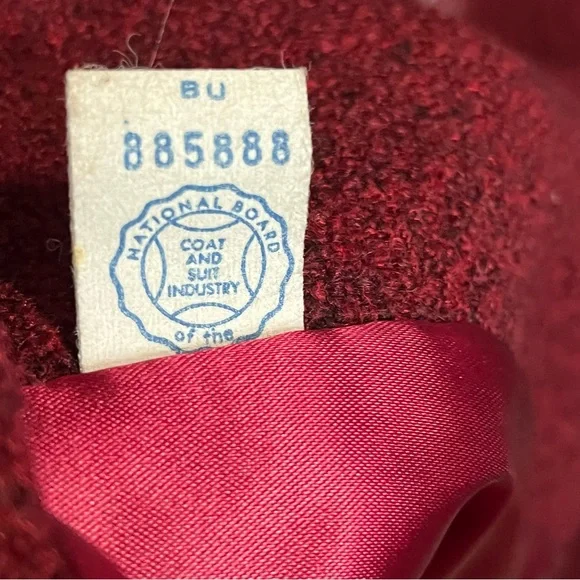 BU
885888
NATIONAL BOARD
COAT
AND
SUIT
INDUSTRY
of the